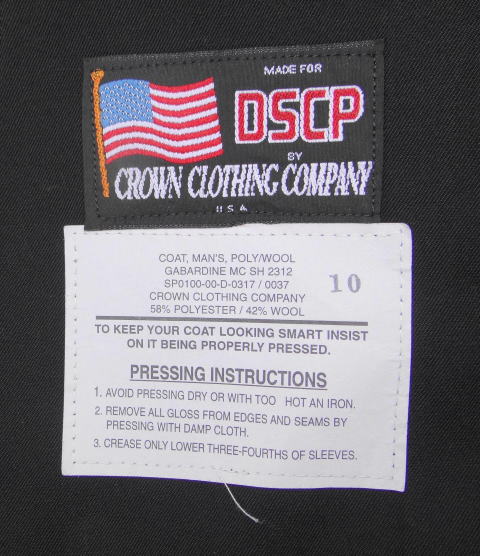 MADE FOR
DSCP
BY
CROWN CLOTHING COMPANY
U.S.A.
COAT, MAN'S, POLY/WOOL
GABARDINE MC SH 2312
SP0100-00-D-0317 / 0037
CROWN CLOTHING COMPANY
58% POLYESTER / 42% WOOL
10
TO KEEP YOUR COAT LOOKING SMART INSIST
ON IT BEING PROPERLY PRESSED.
PRESSING INSTRUCTIONS
1. AVOID PRESSING DRY OR WITH TOO HOT AN IRON.
2. REMOVE ALL GLOSS FROM EDGES AND SEAMS BY
PRESSING WITH DAMP CLOTH.
3. CREASE ONLY LOWER THREE-FOURTHS OF SLEEVES.